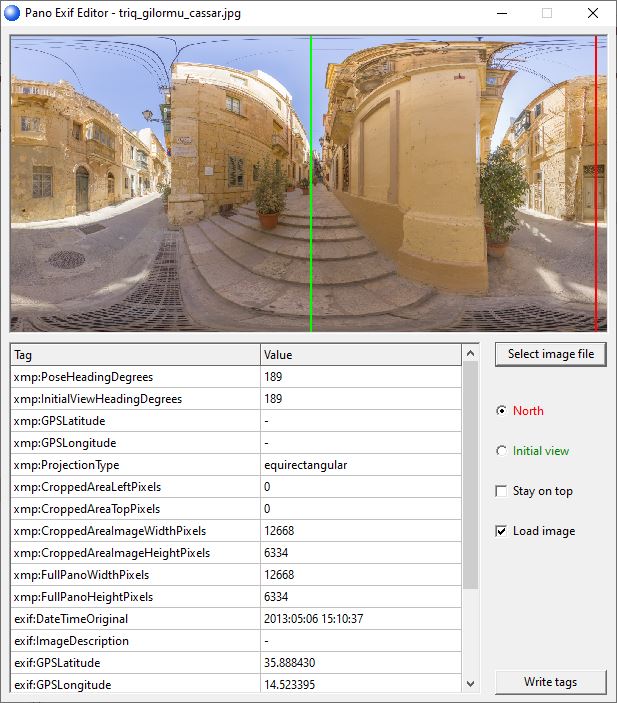 Pano Exif Editor - triq_gilormu_cassar.jpg
Tag Value
xmp:PoseHeadingDegrees 189
xmp:InitialViewHeadingDegrees 189
xmp:GPSLatitude -
xmp:GPSLongitude -
xmp:ProjectionType equirectangular
xmp:CroppedAreaLeftPixels 0
xmp:CroppedAreaTopPixels 0
xmp:CroppedAreaImageWidthPixels 12668
xmp:CroppedAreaImageHeightPixels 6334
xmp:FullPanoWidthPixels 12668
xmp:FullPanoHeightPixels 6334
exif:DateTimeOriginal 2013:05:06 15:10:37
exif:ImageDescription -
exif:GPSLatitude 35.888430
exif:GPSLongitude 14.523395
Select image file
North
Initial view
Stay on top
Load image
Write tags